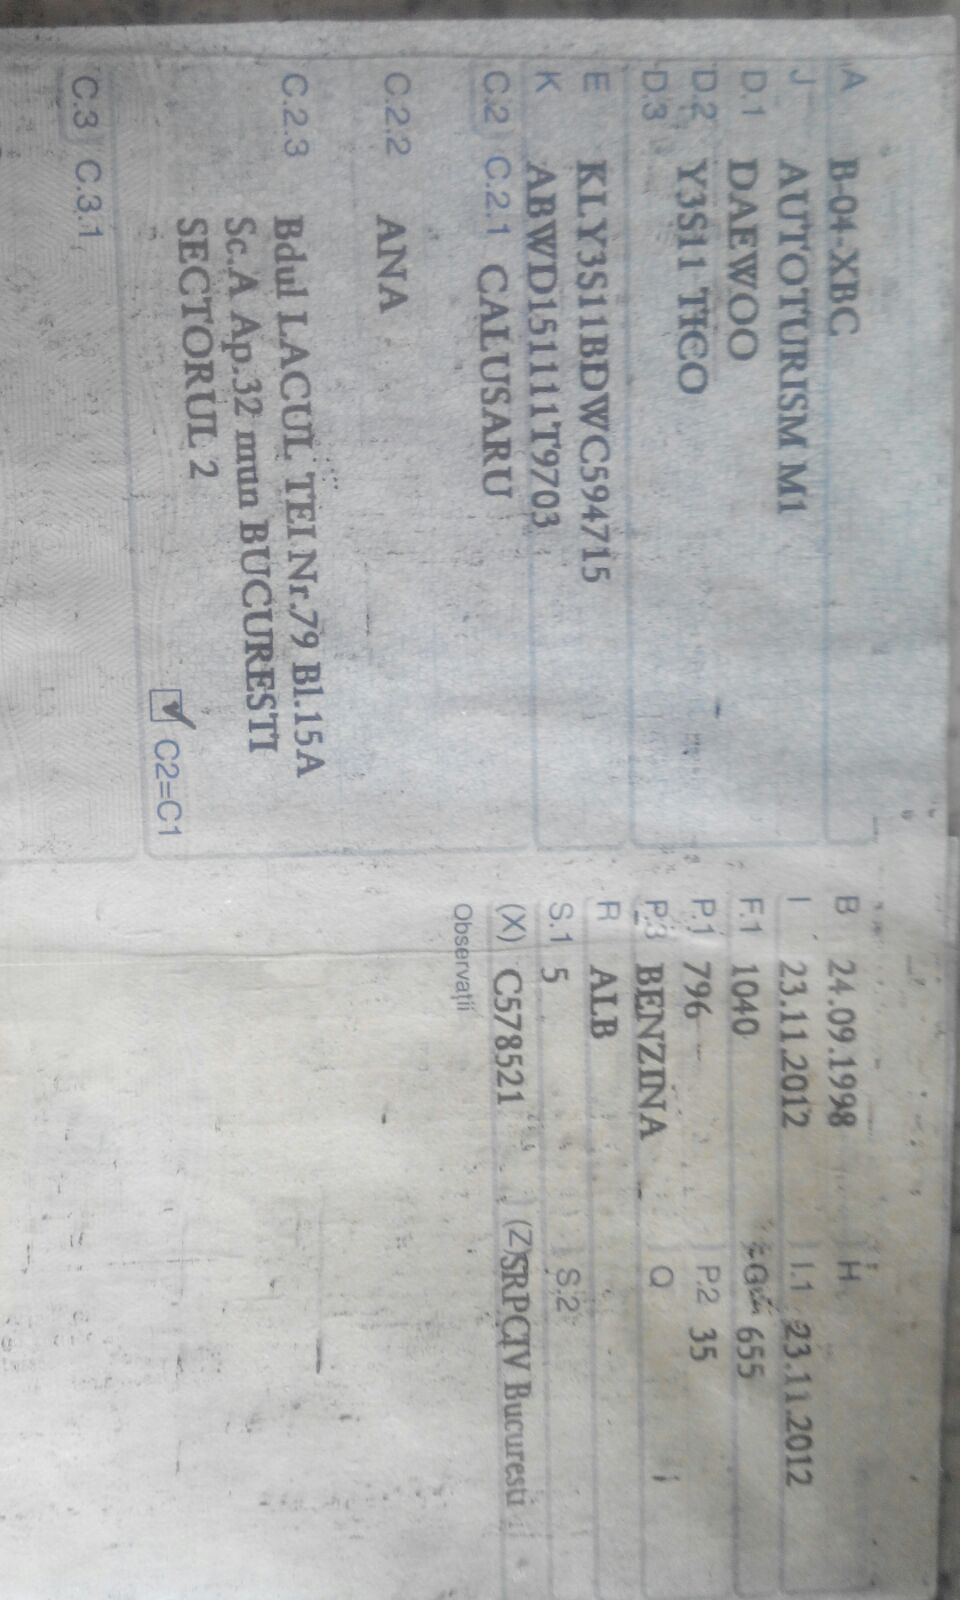 A B-04-XBC
J AUTOTURISM M1
D.1 DAEWOO
D.2 Y3S11 TICO
D.3
E KLY3S11BDWC594715
K ABWD151111T9703
C.2 C.2.1 CALUSARU
C.2.2 ANA
C.2.3 Bdul LACUL TEI Nr.79 Bl.15A
Sc.A Ap.32 mun BUCURESTI
SECTORUL 2
C2=C1
C.3 C.3.1
B 24.09.1998 H
I 23.11.2012 I.1 23.11.2012
F.1 1040 G 655
P.1 796 P.2 35
P.3 BENZINA Q
R ALB
S.1 5 S.2
(X) C578521 (Z) SRPCIV Bucuresti
Observații